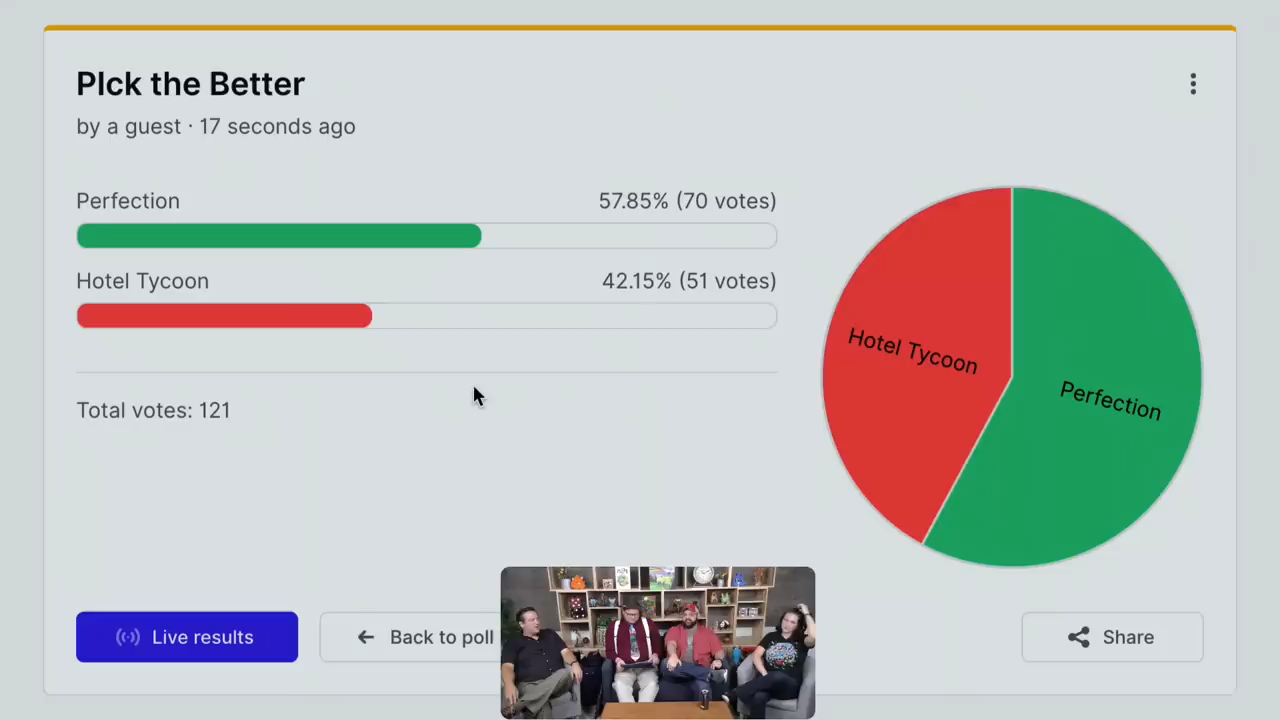 PIck the Better
by a guest · 17 seconds ago
Perfection 57.85% (70 votes)
Hotel Tycoon 42.15% (51 votes)
Total votes: 121
Hotel Tycoon
Perfection
Live results
Back to poll
Share